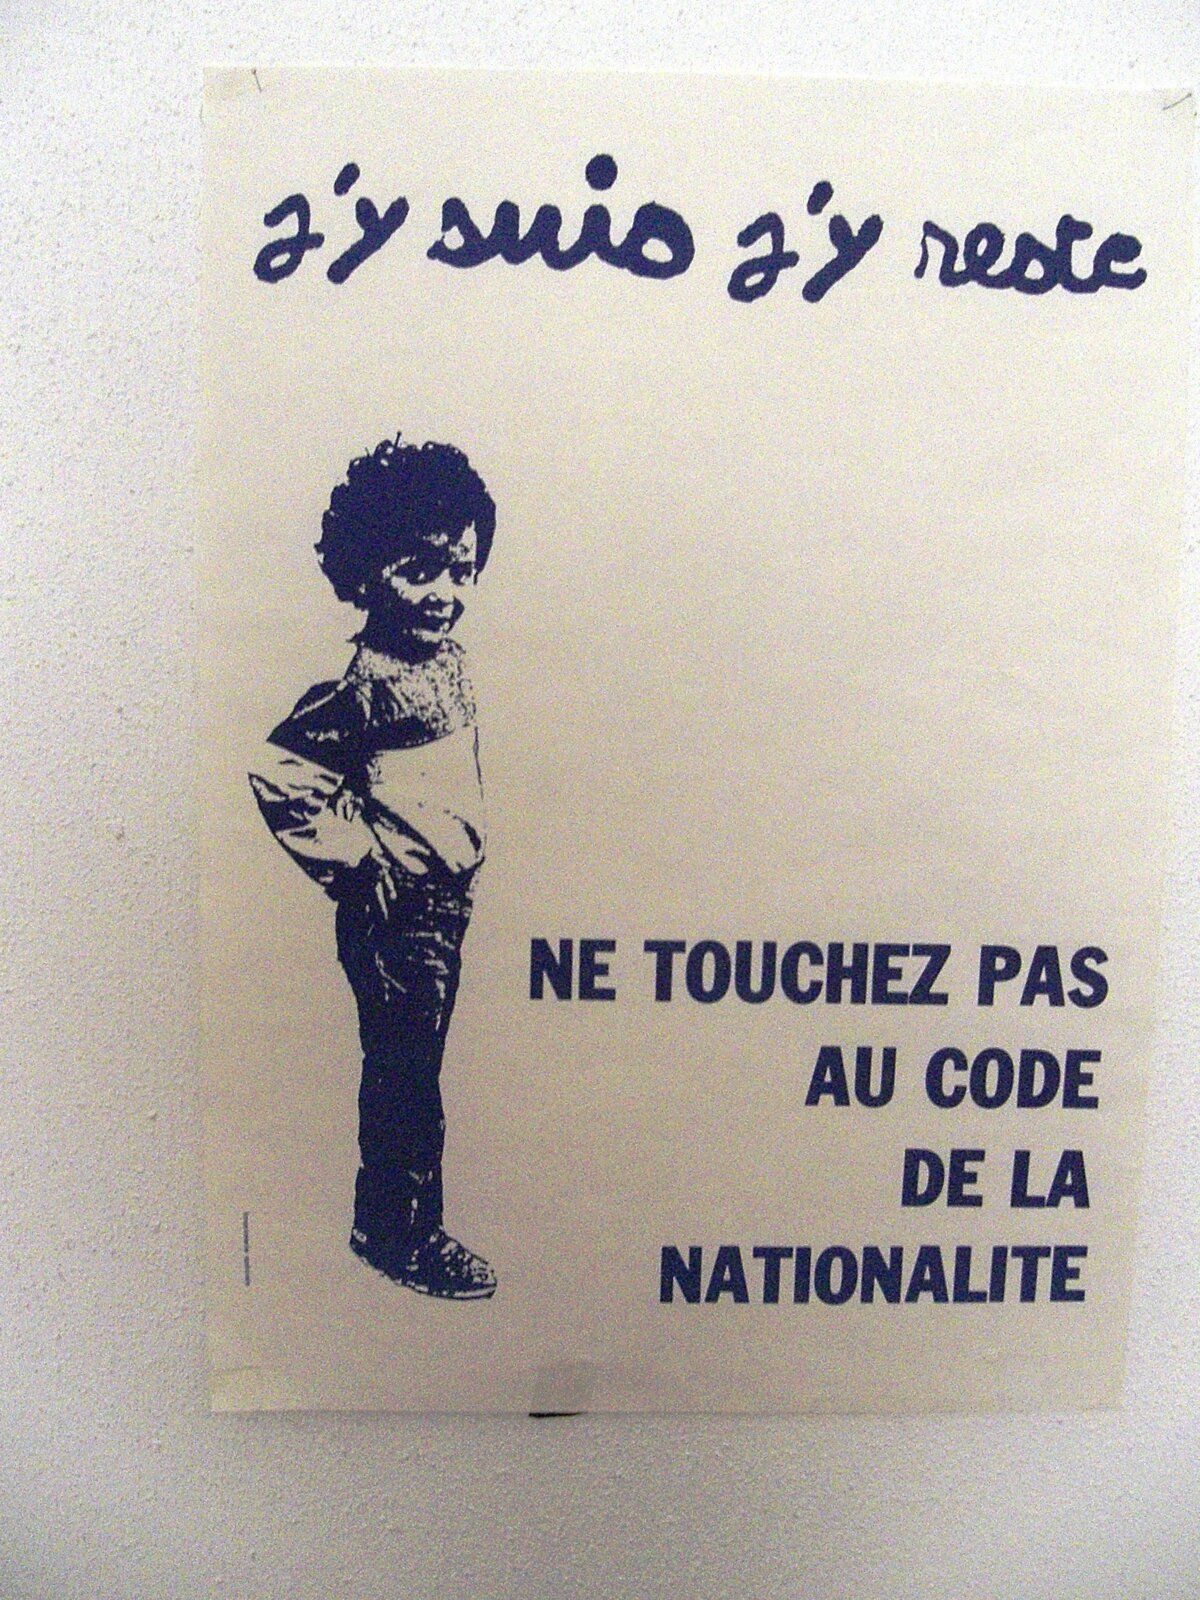 j'y suis j'y reste
NE TOUCHEZ PAS
AU CODE
DE LA
NATIONALITE